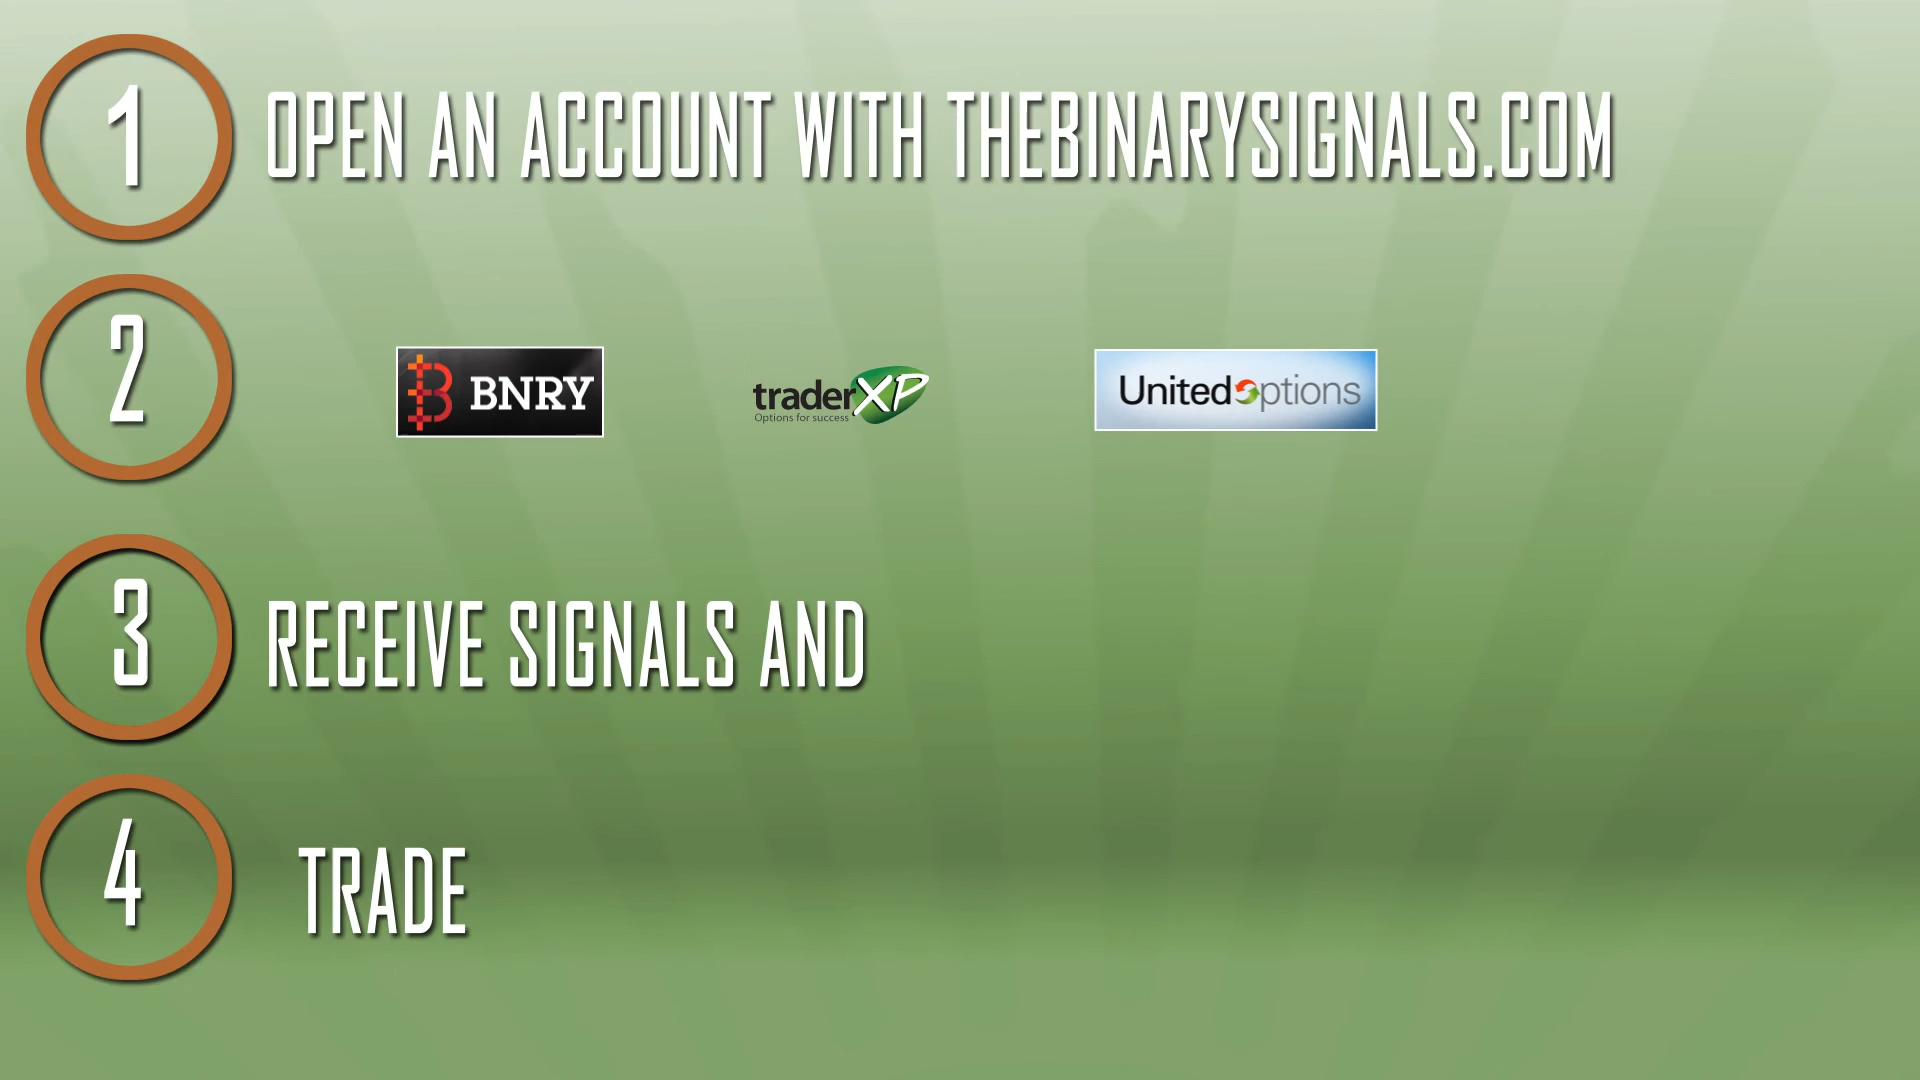 1 OPEN AN ACCOUNT WITH THEBINARYSIGNALS.COM
2 BNRY traderXP UnitedOptions
Options for success
3 RECEIVE SIGNALS AND
4 TRADE